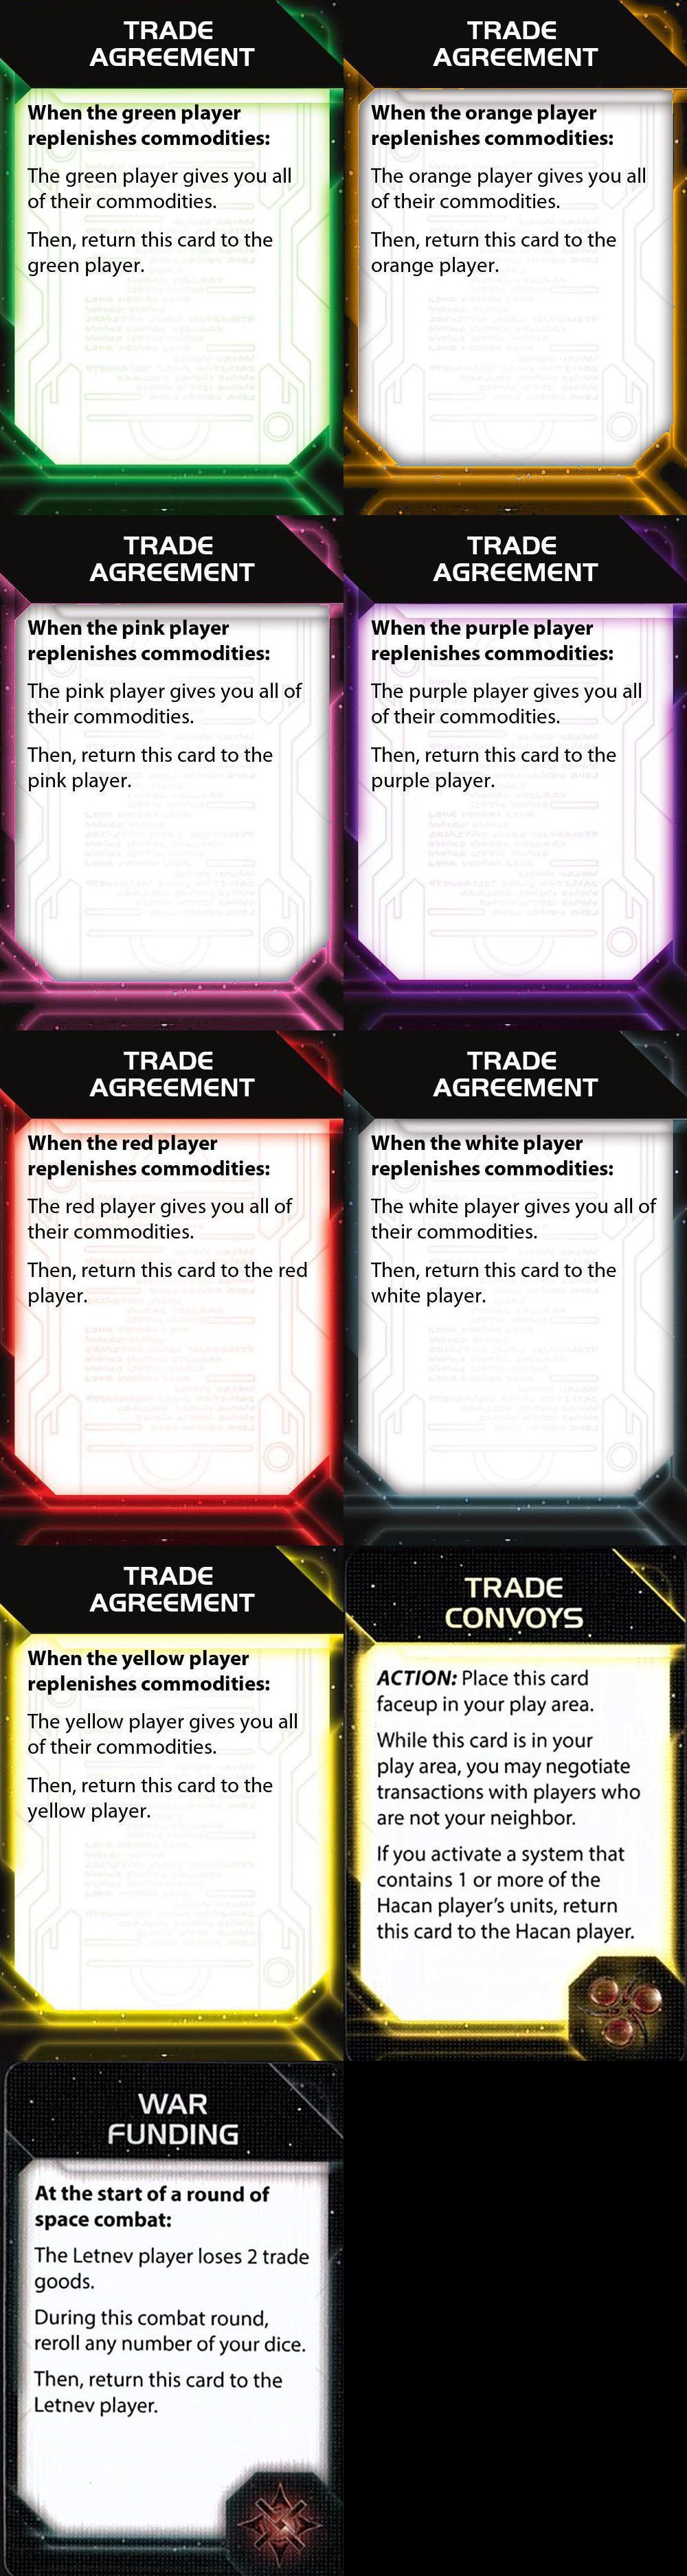 TRADE
AGREEMENT
When the green player
replenishes commodities:
The green player gives you all
of their commodities.
Then, return this card to the
green player.
TRADE
AGREEMENT
When the orange player
replenishes commodities:
The orange player gives you all
of their commodities.
Then, return this card to the
orange player.
TRADE
AGREEMENT
When the pink player
replenishes commodities:
The pink player gives you all of
their commodities.
Then, return this card to the
pink player.
TRADE
AGREEMENT
When the purple player
replenishes commodities:
The purple player gives you all
of their commodities.
Then, return this card to the
purple player.
TRADE
AGREEMENT
When the red player
replenishes commodities:
The red player gives you all of
their commodities.
Then, return this card to the red
player.
TRADE
AGREEMENT
When the white player
replenishes commodities:
The white player gives you all of
their commodities.
Then, return this card to the
white player.
TRADE
AGREEMENT
When the yellow player
replenishes commodities:
The yellow player gives you all
of their commodities.
Then, return this card to the
yellow player.
TRADE
CONVOYS
ACTION: Place this card
faceup in your play area.
While this card is in your
play area, you may negotiate
transactions with players who
are not your neighbor.
If you activate a system that
contains 1 or more of the
Hacan player's units, return
this card to the Hacan player.
WAR
FUNDING
At the start of a round of
space combat:
The Letnev player loses 2 trade
goods.
During this combat round,
reroll any number of your dice.
Then, return this card to the
Letnev player.